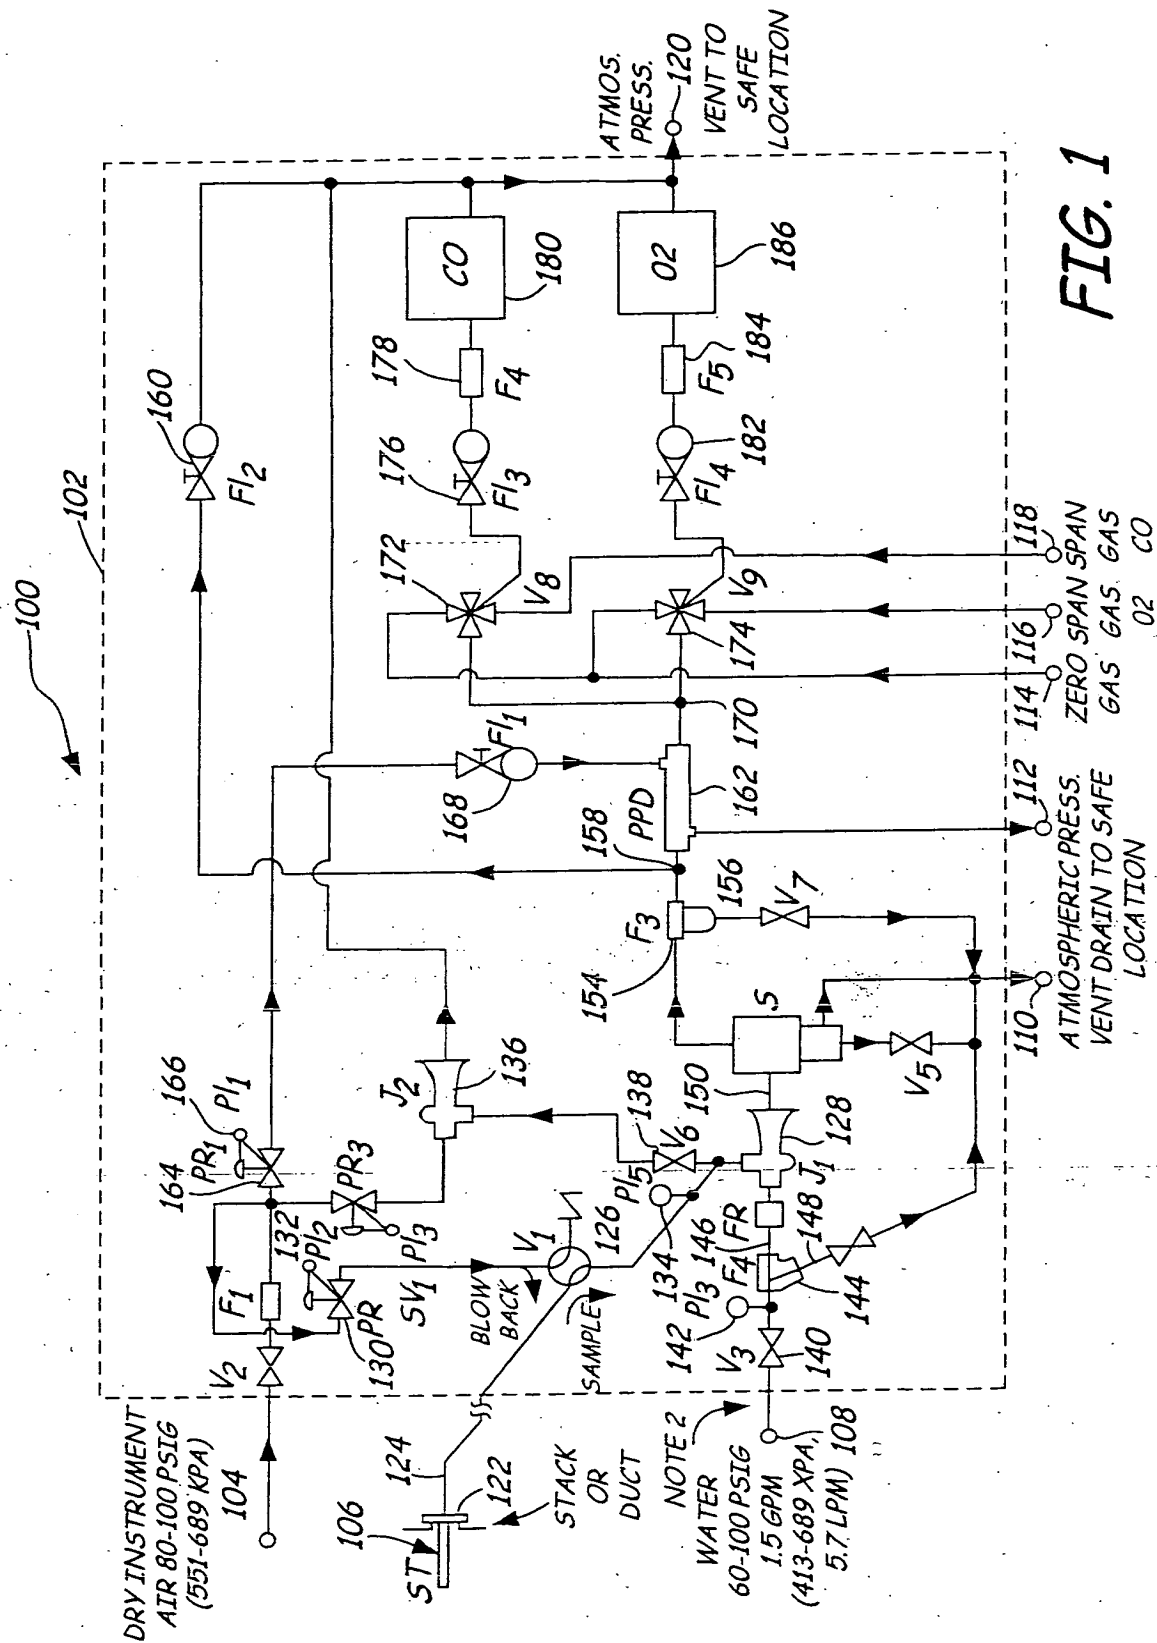 100
102
DRY INSTRUMENT
AIR 80-100 PSIG
(551-689 KPA)
104
V2
F1
164
PR1
166
PI1
132
PI2
PR3
PI3
130
PR
SV1
BLOW
BACK
SAMPLE
V1
126
J2
136
FI2
160
168
FI1
172
V8
176
FI3
178
F4
CO
180
ATMOS.
PRESS.
120
VENT TO
SAFE
LOCATION
106
ST
124
122
STACK
OR
DUCT
NOTE 2
WATER
60-100 PSIG
1.5 GPM
(413-689 XPA,
5.7 LPM) 108
V3
140
142
PI3
134
PI5
138
V6
F4
146
FR
148
144
J1
128
150
S
V5
154
F3
156
V7
158
PPD
162
170
174
V9
FI4
182
F5
184
O2
186
110
ATMOSPHERIC PRESS.
VENT DRAIN TO SAFE
LOCATION
112
114
ZERO
GAS
116
SPAN
GAS
O2
118
SPAN
GAS
CO
FIG. 1